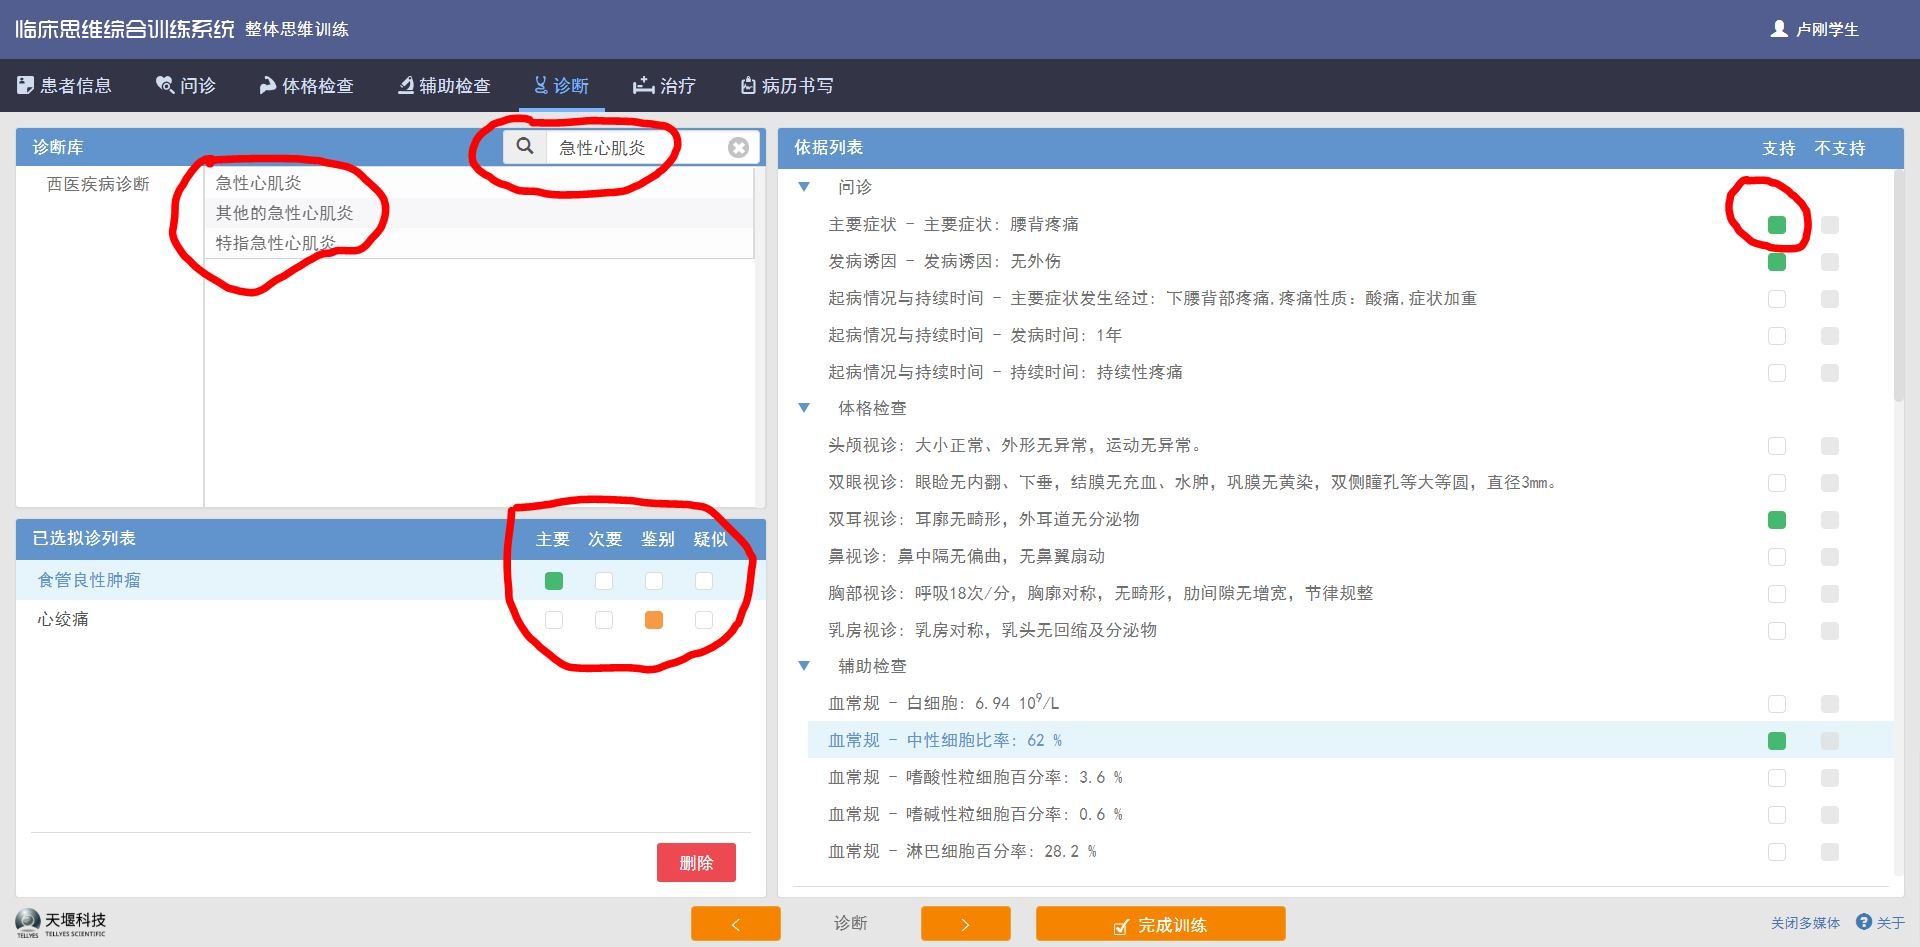 临床思维综合训练系统 整体思维训练
卢刚学生
患者信息 问诊 体格检查 辅助检查 诊断 治疗 病历书写
诊断库
急性心肌炎
西医疾病诊断
急性心肌炎
其他的急性心肌炎
特指急性心肌炎
已选拟诊列表 主要 次要 鉴别 疑似
食管良性肿瘤
心绞痛
删除
依据列表 支持 不支持
问诊
主要症状 - 主要症状: 腰背疼痛
发病诱因 - 发病诱因: 无外伤
起病情况与持续时间 - 主要症状发生经过: 下腰背部疼痛,疼痛性质: 酸痛,症状加重
起病情况与持续时间 - 发病时间: 1年
起病情况与持续时间 - 持续时间: 持续性疼痛
体格检查
头颅视诊: 大小正常、外形无异常，运动无异常。
双眼视诊: 眼睑无内翻、下垂，结膜无充血、水肿，巩膜无黄染，双侧瞳孔等大等圆，直径3mm。
双耳视诊: 耳廓无畸形，外耳道无分泌物
鼻视诊: 鼻中隔无偏曲，无鼻翼扇动
胸部视诊: 呼吸18次/分，胸廓对称，无畸形，肋间隙无增宽，节律规整
乳房视诊: 乳房对称，乳头无回缩及分泌物
辅助检查
血常规 - 白细胞: 6.94 10⁹/L
血常规 - 中性细胞比率: 62 %
血常规 - 嗜酸性粒细胞百分率: 3.6 %
血常规 - 嗜碱性粒细胞百分率: 0.6 %
血常规 - 淋巴细胞百分率: 28.2 %
天堰科技
TELLYES
TELLYES SCIENTIFIC
< 诊断 > 完成训练
关闭多媒体 ? 关于